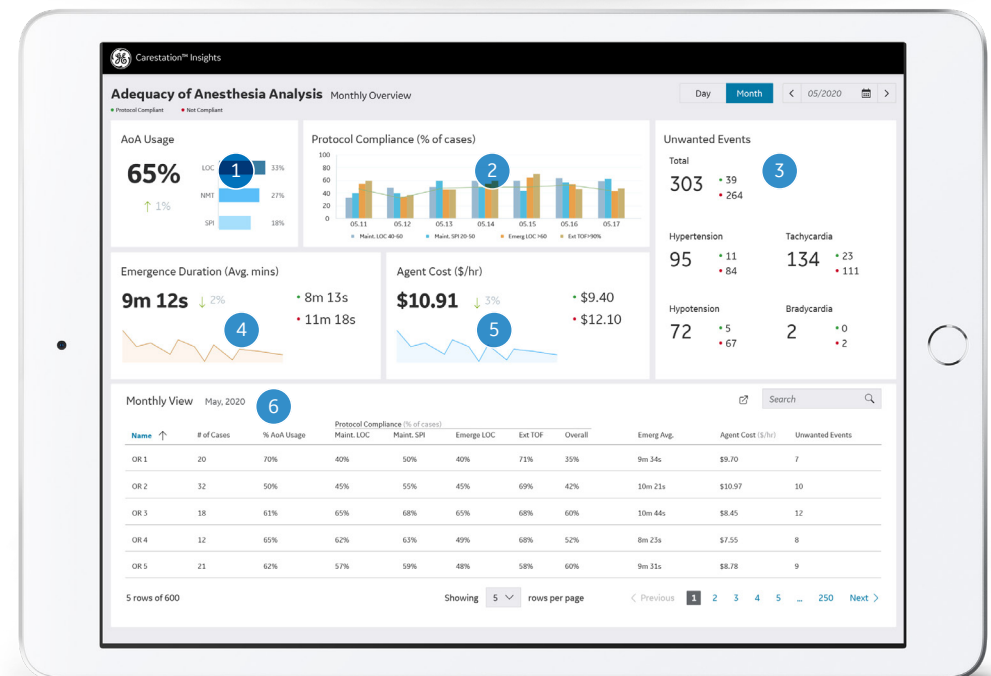 Carestation™ Insights
Adequacy of Anesthesia Analysis Monthly Overview
Day Month < 05/2020 >
• Protocol Compliant • Not Compliant
AoA Usage
65%
↑ 1%
LOC 1 33%
NMT 27%
SPI 18%
Protocol Compliance (% of cases)
100
80
60
40
20
0
2
05.11 05.12 05.13 05.14 05.15 05.16 05.17
Maint. LOC 40-60 Maint. SPI 20-50 Emerg LOC >60 Ext TOF>90%
Unwanted Events
Total
303 • 39
• 264
3
Hypertension
95 • 11
• 84
Tachycardia
134 • 23
• 111
Hypotension
72 • 5
• 67
Bradycardia
2 • 0
• 2
Emergence Duration (Avg. mins)
9m 12s ↓ 2%
• 8m 13s
• 11m 18s
4
Agent Cost ($/hr)
$10.91 ↓ 3%
• $9.40
• $12.10
5
Monthly View May, 2020 6
Search
Protocol Compliance (% of cases)
Name ↑ # of Cases % AoA Usage Maint. LOC Maint. SPI Emerge LOC Ext TOF Overall Emerg Avg. Agent Cost ($/hr) Unwanted Events
OR 1 20 70% 40% 50% 40% 71% 35% 9m 34s $9.70 7
OR 2 32 50% 45% 55% 45% 69% 42% 10m 21s $10.97 10
OR 3 18 61% 65% 68% 65% 68% 60% 10m 44s $8.45 12
OR 4 12 65% 62% 63% 49% 68% 52% 8m 23s $7.55 8
OR 5 21 62% 57% 59% 48% 58% 60% 9m 31s $8.78 9
5 rows of 600
Showing 5 rows per page
< Previous 1 2 3 4 5 ... 250 Next >